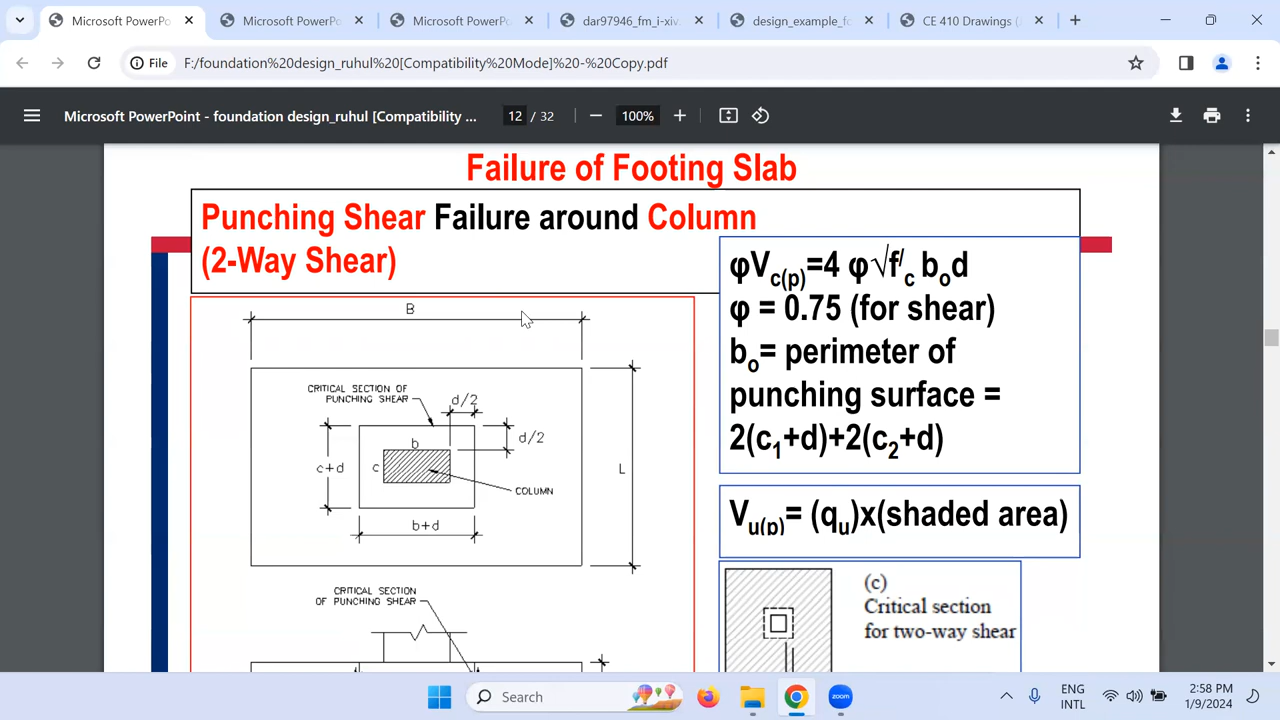 Microsoft PowerPo
Microsoft PowerPo
Microsoft PowerPo
dar97946_fm_i-xiv.
design_example_fo
CE 410 Drawings (
File
F:/foundation%20design_ruhul%20[Compatibility%20Mode]%20-%20Copy.pdf
Microsoft PowerPoint - foundation design_ruhul [Compatibility ...
12 / 32
100%
Failure of Footing Slab
Punching Shear Failure around Column
(2-Way Shear)
φVc(p)=4 φ√f/c bod
φ = 0.75 (for shear)
bo= perimeter of
punching surface =
2(c1+d)+2(c2+d)
Vu(p)= (qu)x(shaded area)
B
CRITICAL SECTION OF
PUNCHING SHEAR
d/2
d/2
b
c
c+d
L
COLUMN
b+d
CRITICAL SECTION
OF PUNCHING SHEAR
(c)
Critical section
for two-way shear
Search
zoom
ENG
INTL
2:58 PM
1/9/2024